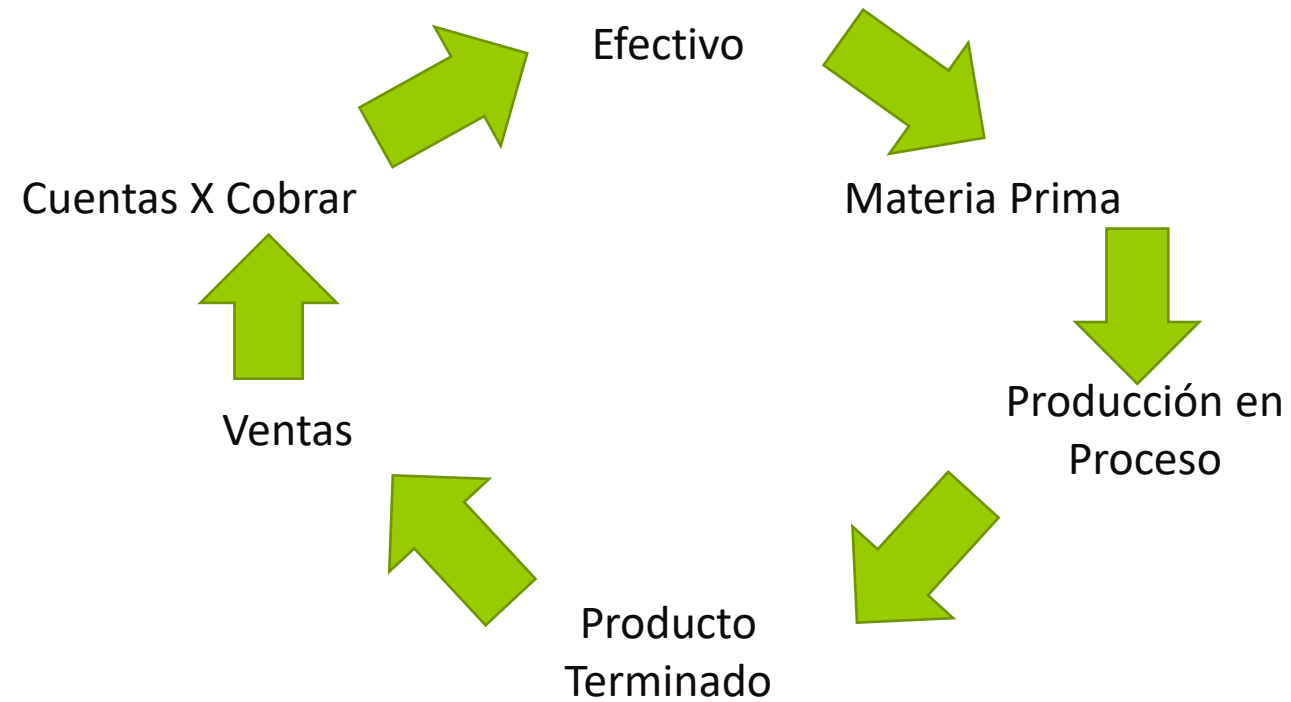 Efectivo
Cuentas X Cobrar
Materia Prima
Producción en
Proceso
Ventas
Producto
Terminado